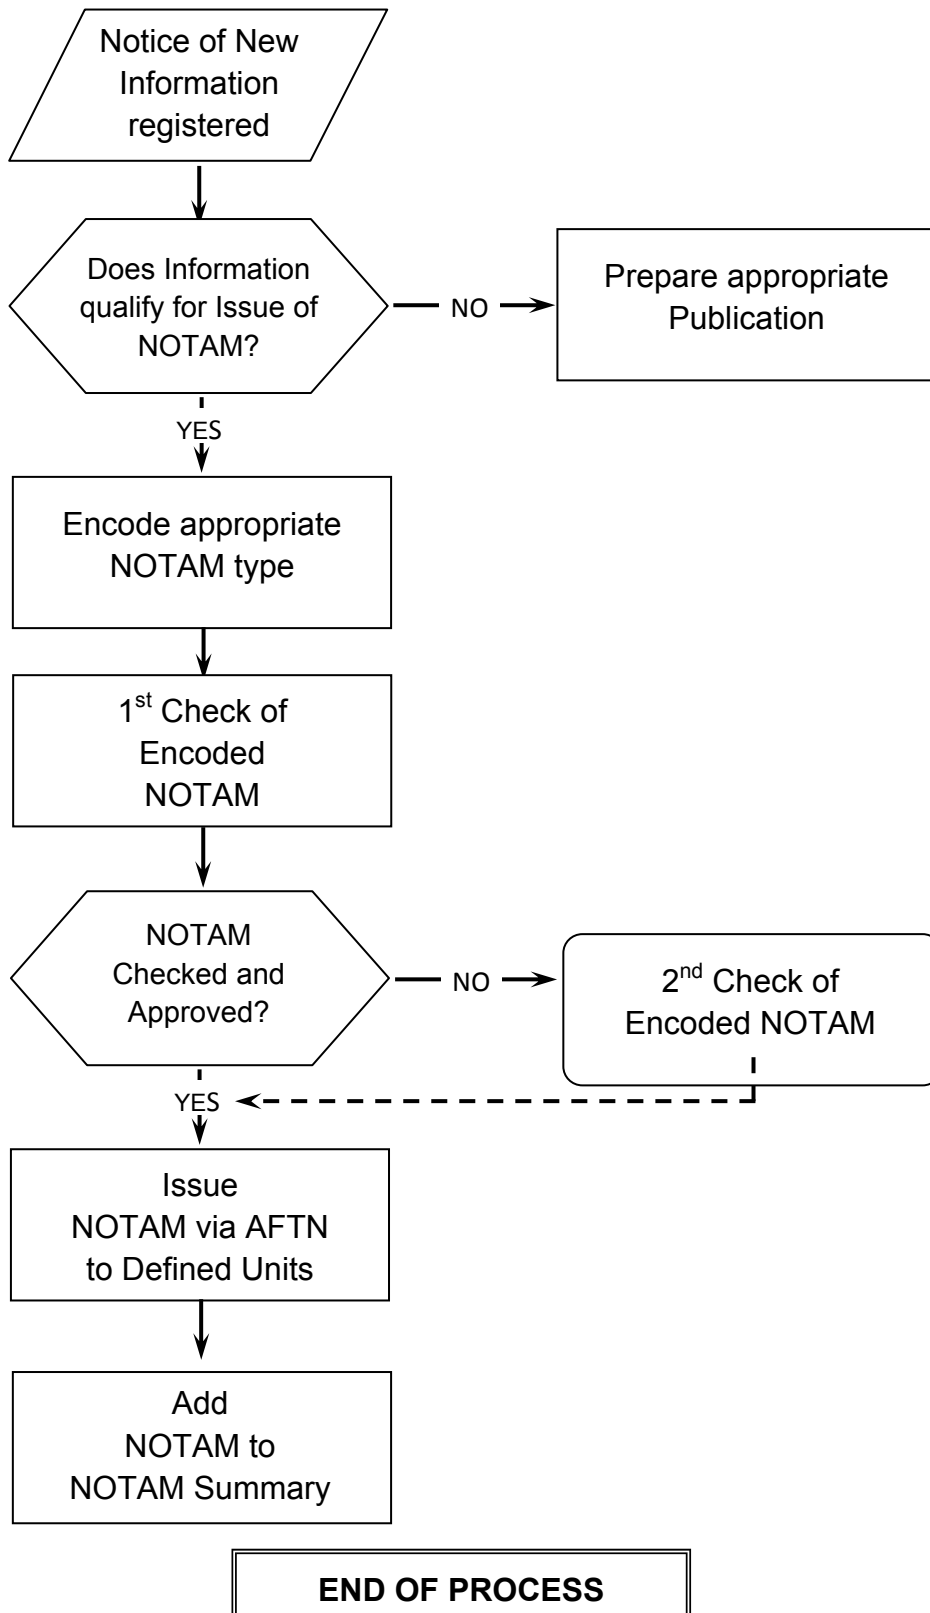 Notice of New
Information
registered
Does Information
qualify for Issue of
NOTAM?
NO
Prepare appropriate
Publication
YES
Encode appropriate
NOTAM type
1st Check of
Encoded
NOTAM
NOTAM
Checked and
Approved?
NO
2nd Check of
Encoded NOTAM
YES
Issue
NOTAM via AFTN
to Defined Units
Add
NOTAM to
NOTAM Summary
END OF PROCESS